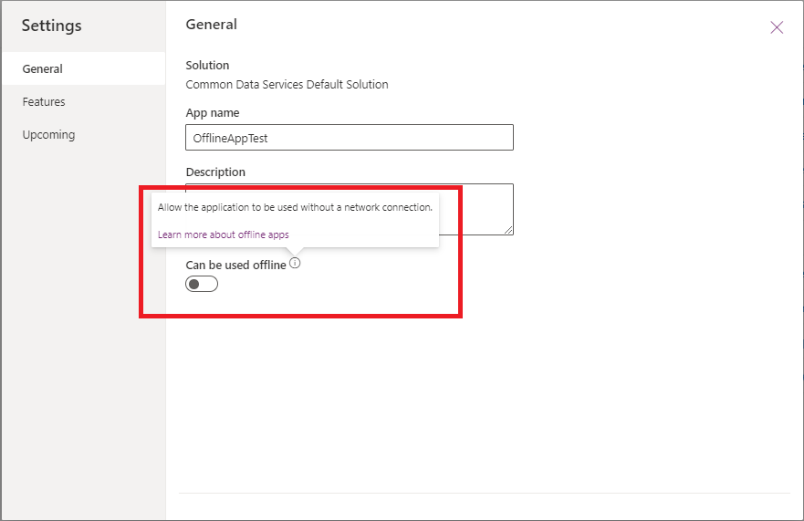 Settings
General
Features
Upcoming
General
Solution
Common Data Services Default Solution
App name
OfflineAppTest
Description
Allow the application to be used without a network connection.
Learn more about offline apps
Can be used offline